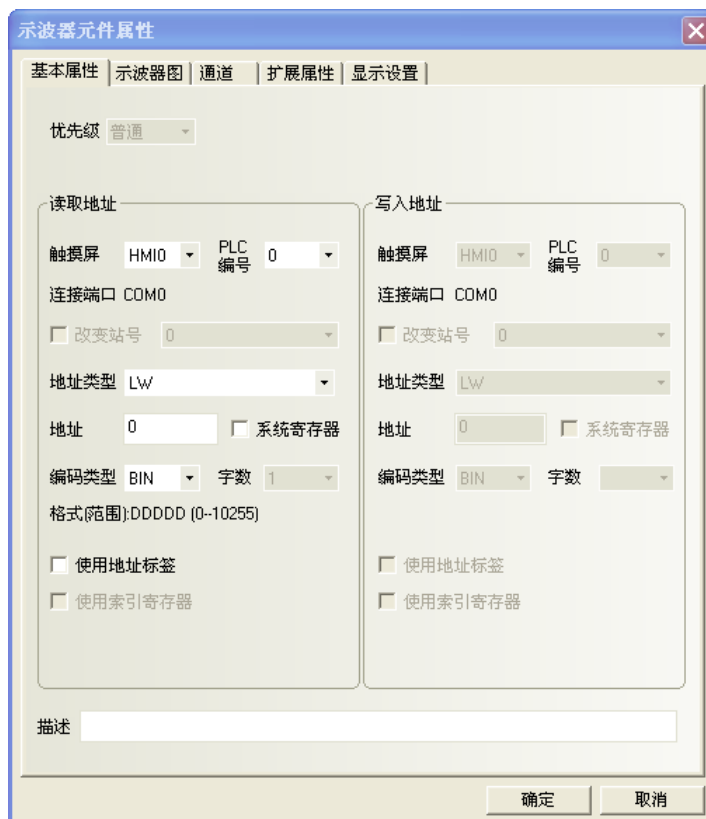 示波器元件属性
基本属性 示波器图 通道 扩展属性 显示设置
优先级 普通
读取地址
触摸屏 HMI0 PLC编号 0
连接端口 COM0
改变站号 0
地址类型 LW
地址 0 系统寄存器
编码类型 BIN 字数 1
格式(范围):DDDDD (0--10255)
使用地址标签
使用索引寄存器
写入地址
触摸屏 HMI0 PLC编号 0
连接端口 COM0
改变站号 0
地址类型 LW
地址 0 系统寄存器
编码类型 BIN 字数
使用地址标签
使用索引寄存器
描述
确定 取消